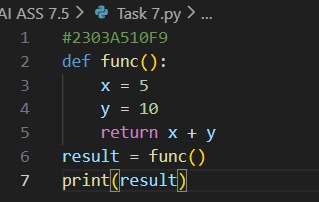 AI ASS 7.5 > Task 7.py > ...
1 #2303A510F9
2 def func():
3     x = 5
4     y = 10
5     return x + y
6 result = func()
7 print(result)